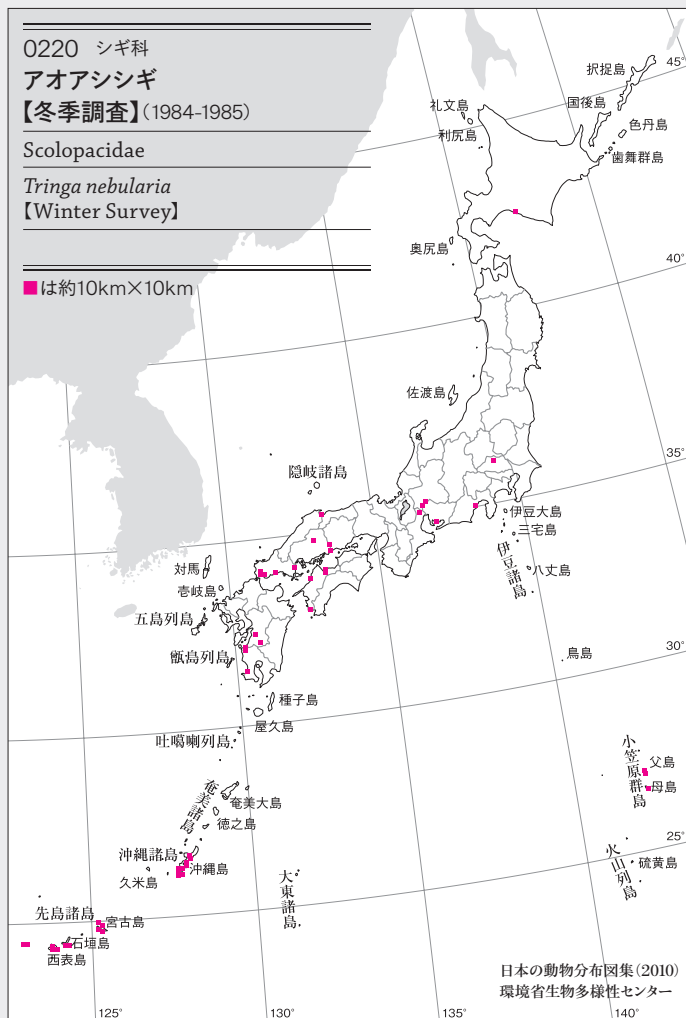 0220 シギ科
アオアシシギ
【冬季調査】(1984-1985)
Scolopacidae
Tringa nebularia
【Winter Survey】
■は約10km×10km
45°
択捉島
国後島
礼文島
色丹島
利尻島
歯舞群島
奥尻島
40°
佐渡島
35°
隠岐諸島
伊豆大島
三宅島
伊豆諸島
八丈島
対馬
壱岐島
五島列島
甑島列島
鳥島
30°
種子島
屋久島
吐噶喇列島
小笠原群島
父島
母島
奄美諸島
奄美大島
徳之島
沖縄諸島
沖縄島
久米島
大東諸島
火山列島
硫黄島
25°
先島諸島
宮古島
石垣島
西表島
日本の動物分布図集(2010)
環境省生物多様性センター
125°
130°
135°
140°